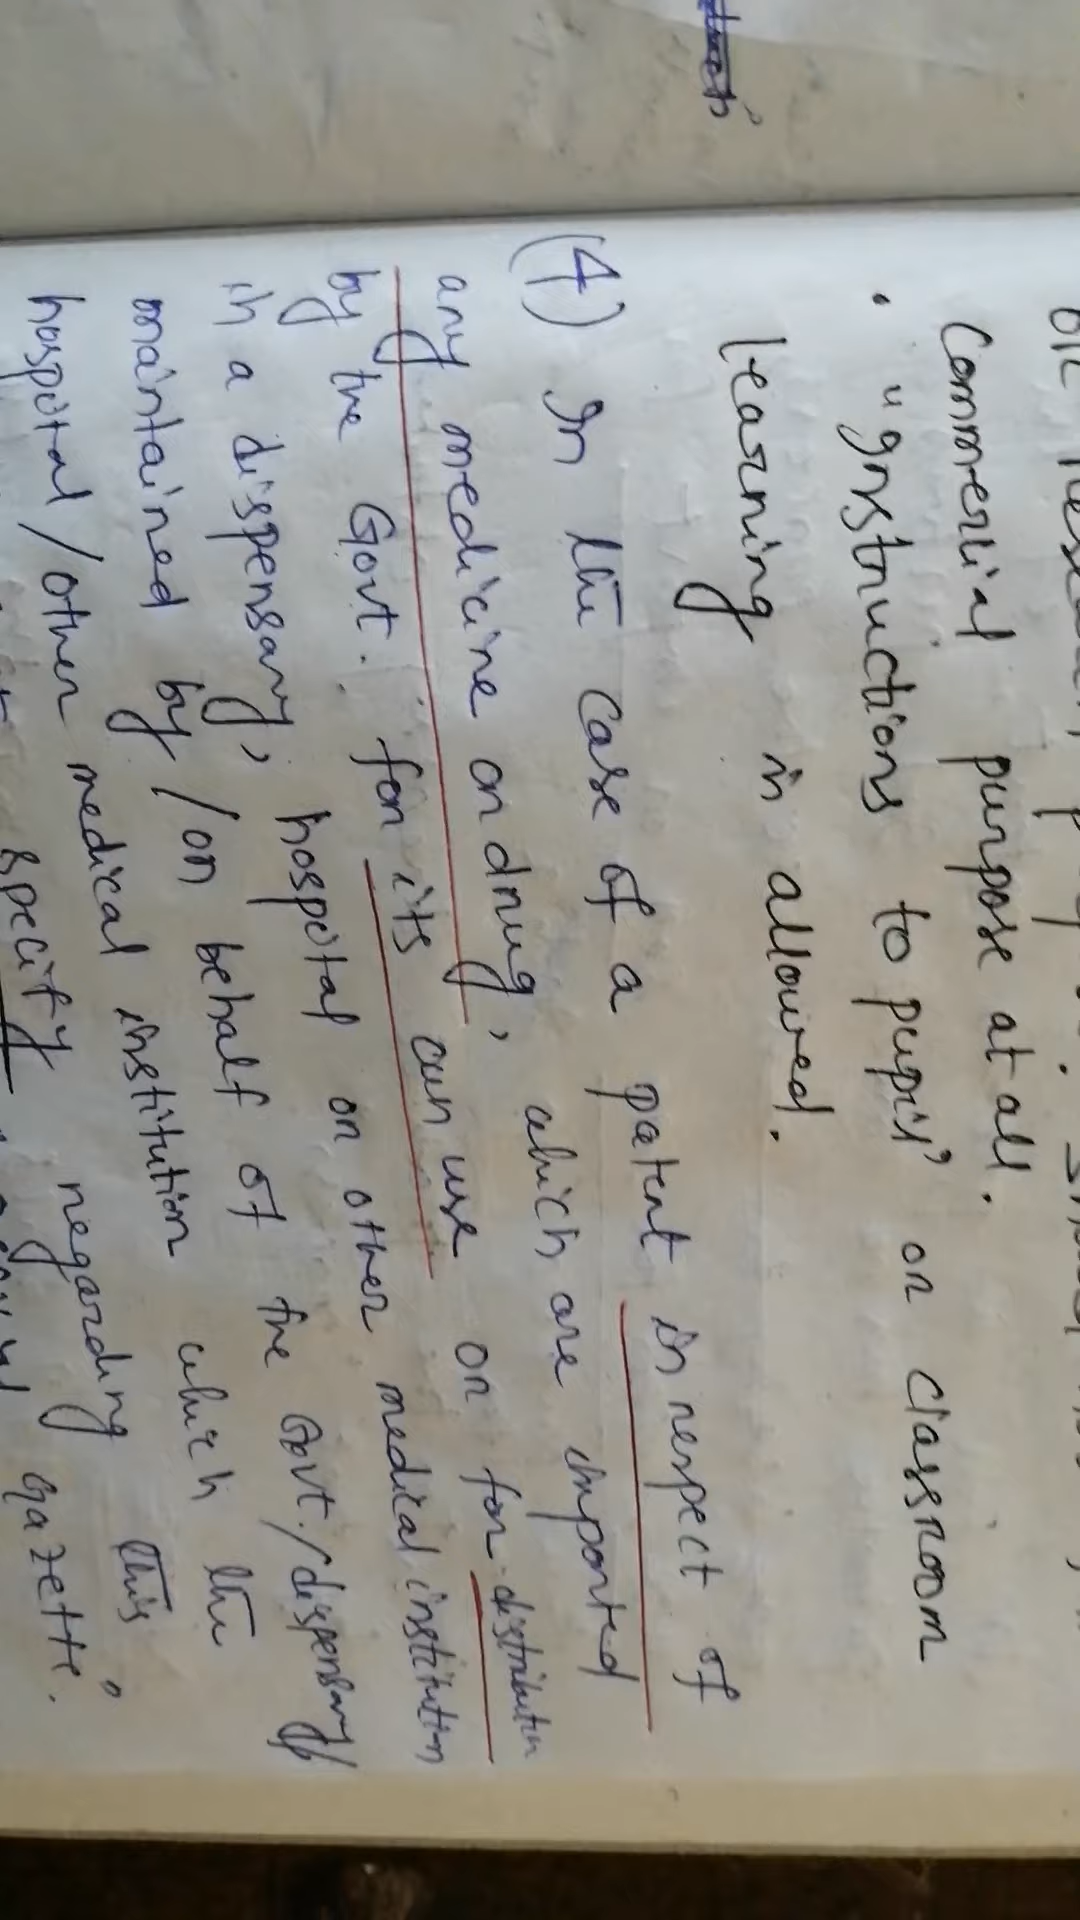 Commercial purpose at all.
• "Instructions to pupil" or classroom
learning is allowed.
(4) In the case of a patent in respect of
any medicine or drug, which are imported
by the Govt. for its own use or for distribution
in a dispensary, hospital or other medical institution
maintained by/on behalf of the Govt./dispensary/
hospital/other medical institution which the
specify regarding this
gazette.